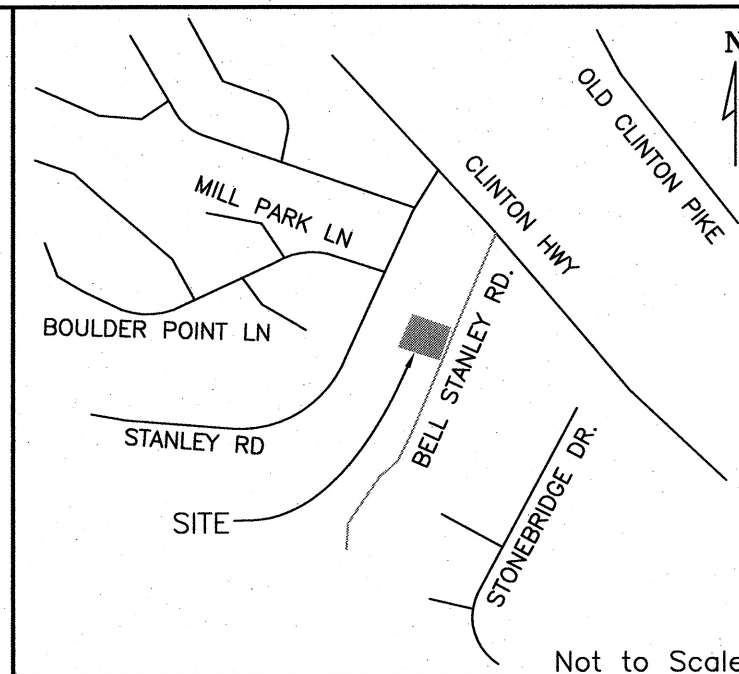 N
OLD CLINTON PIKE
CLINTON HWY
MILL PARK LN
BELL STANLEY RD.
BOULDER POINT LN
STANLEY RD
STONEBRIDGE DR.
SITE
Not to Scale